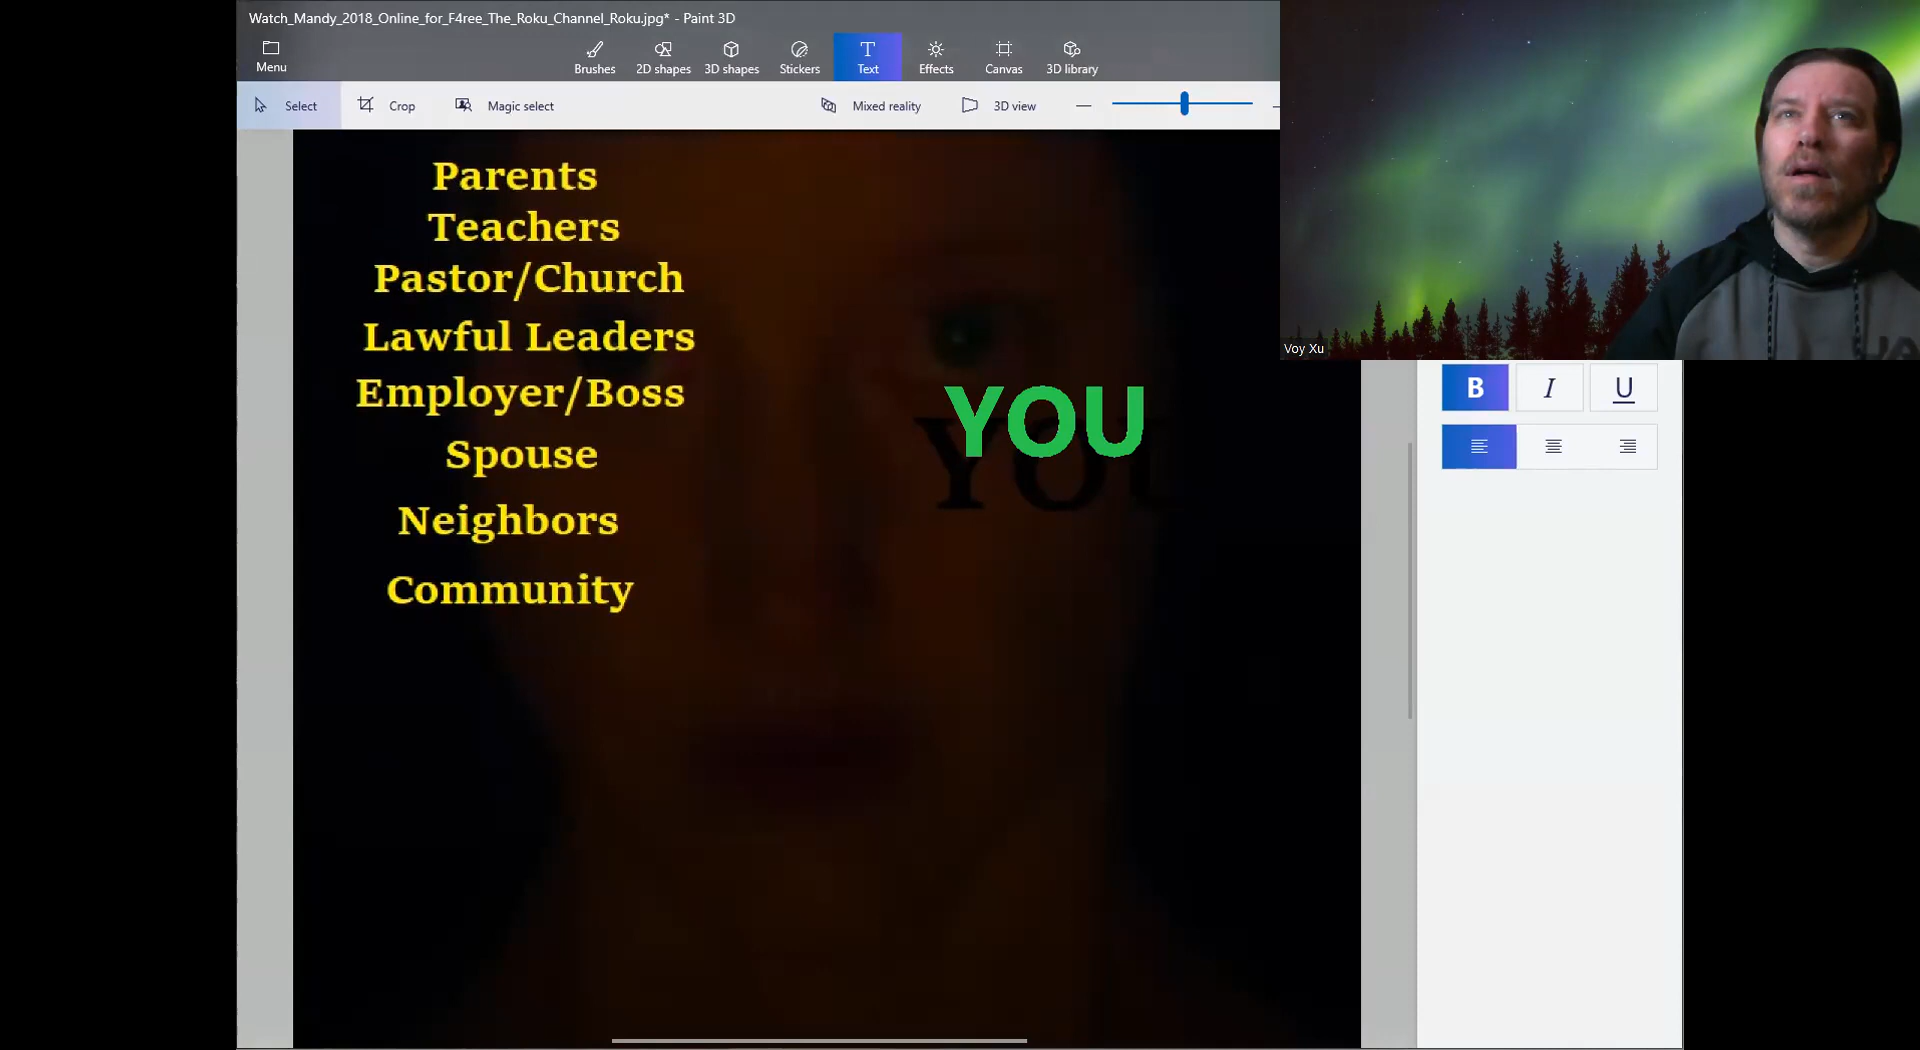 Watch_Mandy_2018_Online_for_F4ree_The_Roku_Channel_Roku.jpg* - Paint 3D
Menu
Brushes
2D shapes
3D shapes
Stickers
Text
Effects
Canvas
3D library
Select
Crop
Magic select
Mixed reality
3D view
Parents
Teachers
Pastor/Church
Lawful Leaders
Employer/Boss
Spouse
Neighbors
Community
YOU
YOU
Voy Xu
B
I
U